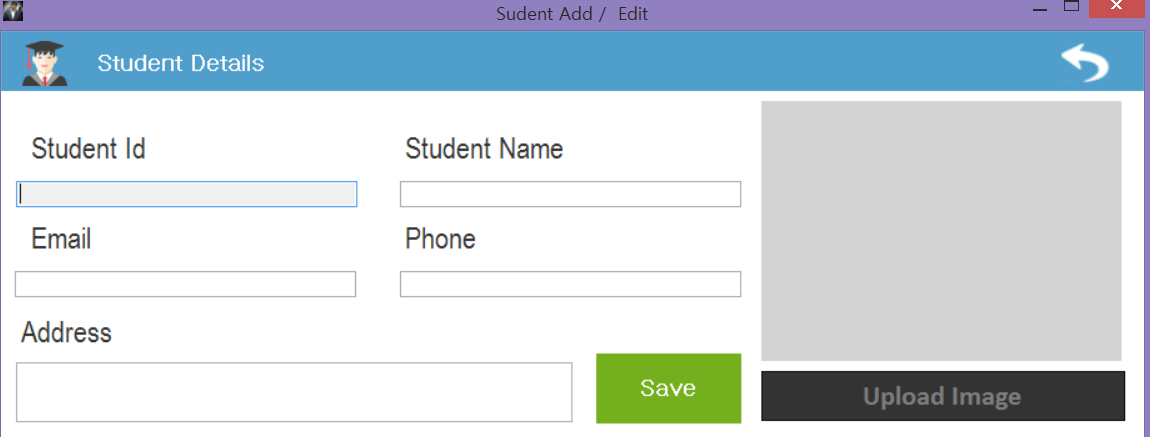 Sudent Add / Edit
Student Details
Student Id
Student Name
Email
Phone
Address
Save
Upload Image